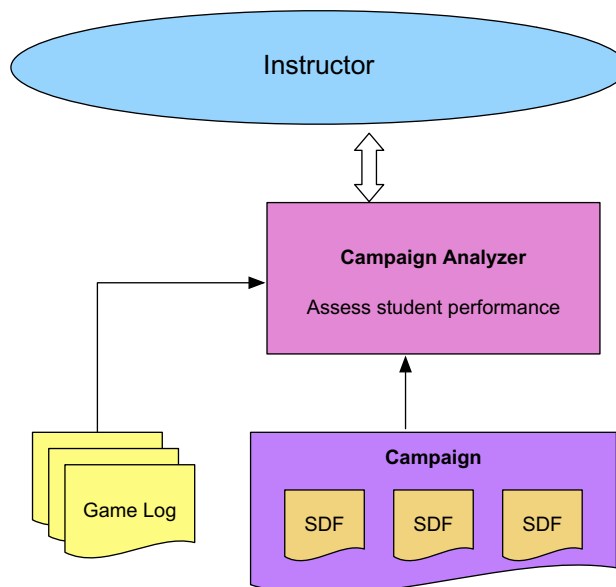 Instructor
Campaign Analyzer
Assess student performance
Campaign
Game Log
SDF
SDF
SDF